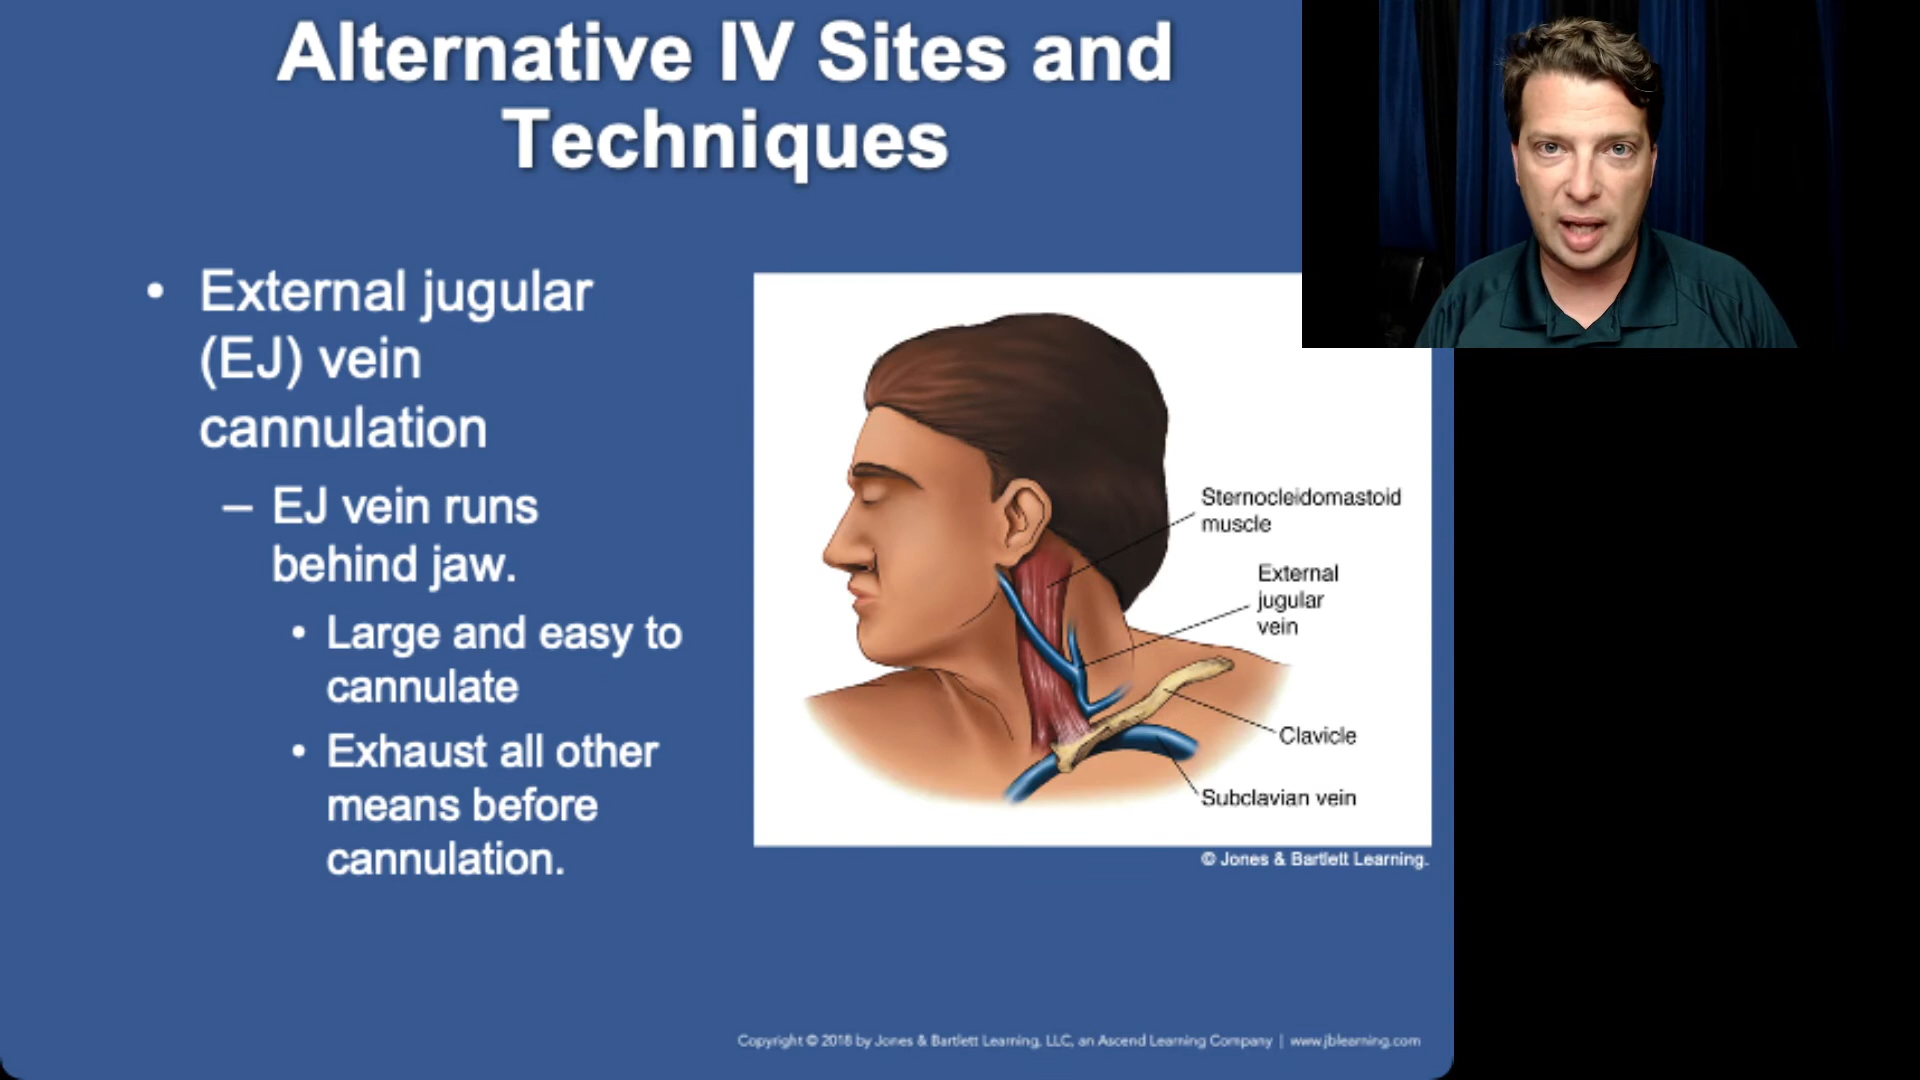 Alternative IV Sites and
Techniques
• External jugular
(EJ) vein
cannulation
– EJ vein runs
behind jaw.
• Large and easy to
cannulate
• Exhaust all other
means before
cannulation.
Sternocleidomastoid
muscle
External
jugular
vein
Clavicle
Subclavian vein
© Jones & Bartlett Learning.
Copyright © 2018 by Jones & Bartlett Learning, LLC, an Ascend Learning Company | www.jblearning.com